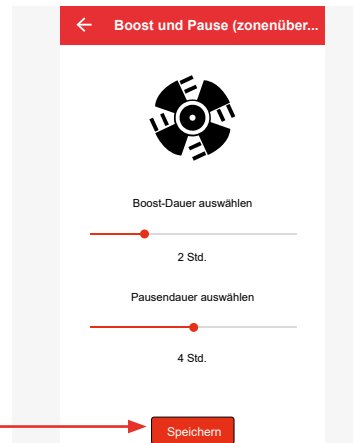 Boost und Pause (zonenüber...
Boost-Dauer auswählen
2 Std.
Pausendauer auswählen
4 Std.
Speichern